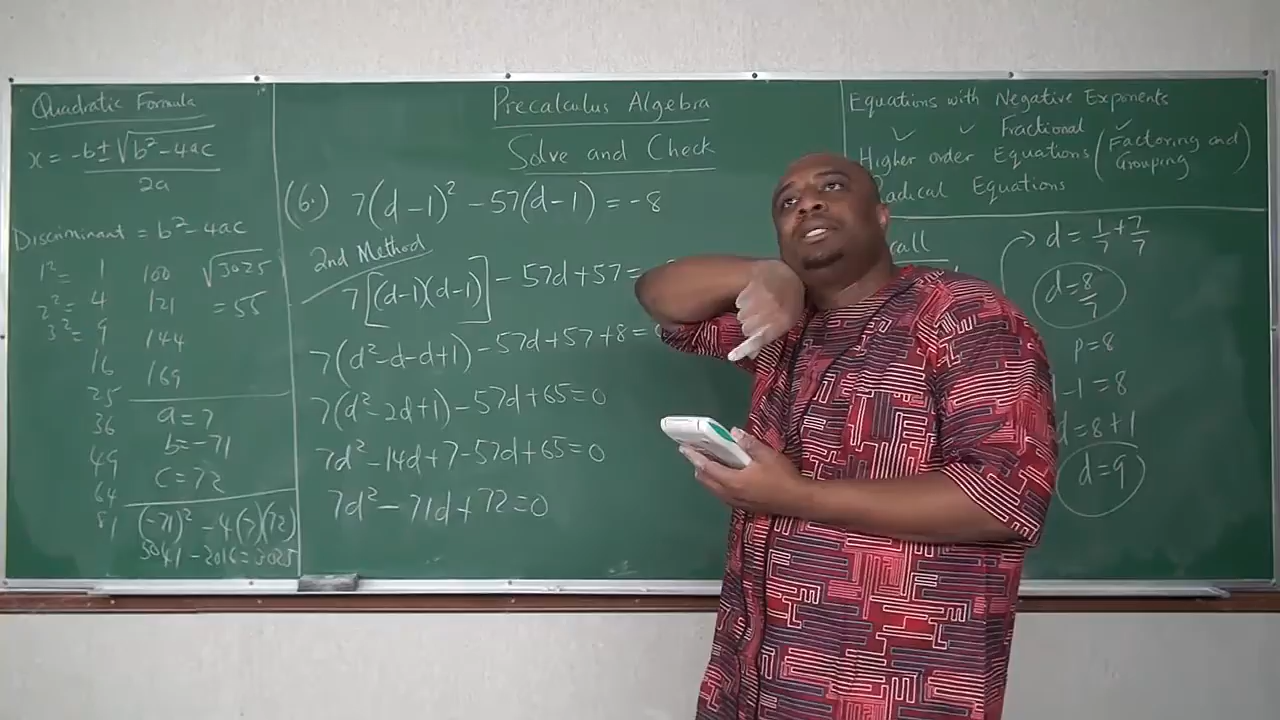 Quadratic Formula
x = -b ± √b² - 4ac
2a
Discriminant = b² - 4ac
1² = 1 100 √3025
2² = 4 121 = 55
3² = 9 144
16 169
25
36
49
64
81
a = 7
b = -71
c = 72
(-71)² - 4(7)(72)
5041 - 2016 = 3025
Precalculus Algebra
Solve and Check
(6.) 7(d-1)² - 57(d-1) = -8
2nd Method
7[(d-1)(d-1)] - 57d + 57 =
7(d² - d - d + 1) - 57d + 57 + 8 = 0
7(d² - 2d + 1) - 57d + 65 = 0
7d² - 14d + 7 - 57d + 65 = 0
7d² - 71d + 72 = 0
Equations with Negative Exponents
✓ ✓ Fractional ✓
Higher order Equations (Factoring and Grouping)
Radical Equations
d = 1/7 + 7/7
d = 8/7
p = 8
-1 = 8
d = 8 + 1
d = 9